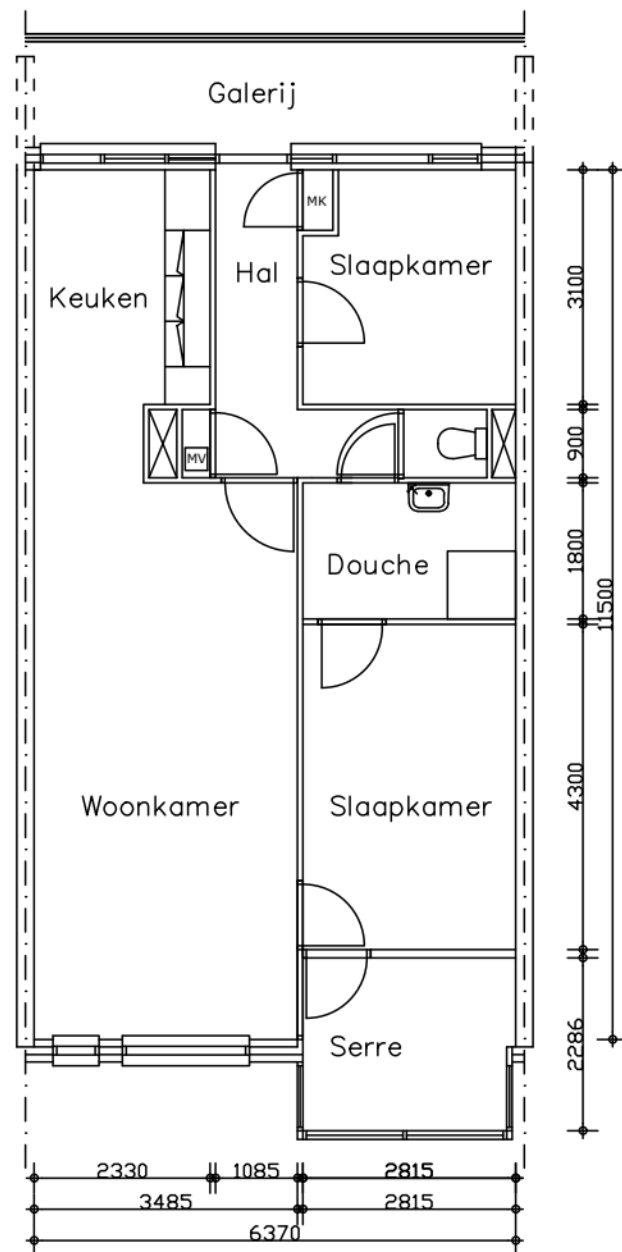 Galerij
MK
Hal
Slaapkamer
Keuken
3100
MV
900
Douche
1800
11500
Woonkamer
Slaapkamer
4300
Serre
2286
2330
1085
2815
3485
2815
6370